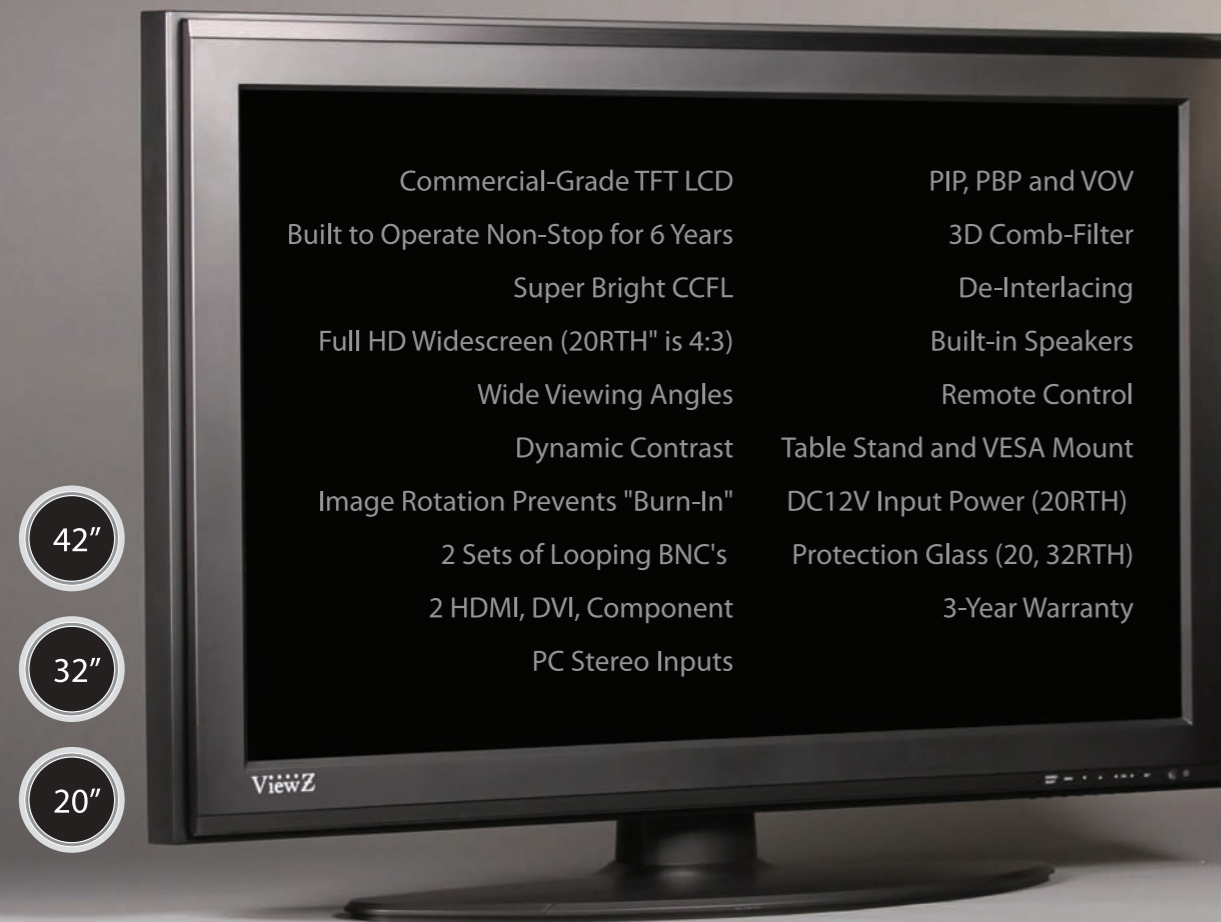 Commercial-Grade TFT LCD
Built to Operate Non-Stop for 6 Years
Super Bright CCFL
Full HD Widescreen (20RTH" is 4:3)
Wide Viewing Angles
Dynamic Contrast
Image Rotation Prevents "Burn-In"
2 Sets of Looping BNC's
2 HDMI, DVI, Component
PC Stereo Inputs
PIP, PBP and VOV
3D Comb-Filter
De-Interlacing
Built-in Speakers
Remote Control
Table Stand and VESA Mount
DC12V Input Power (20RTH)
Protection Glass (20, 32RTH)
3-Year Warranty
42"
32"
20"
ViewZ